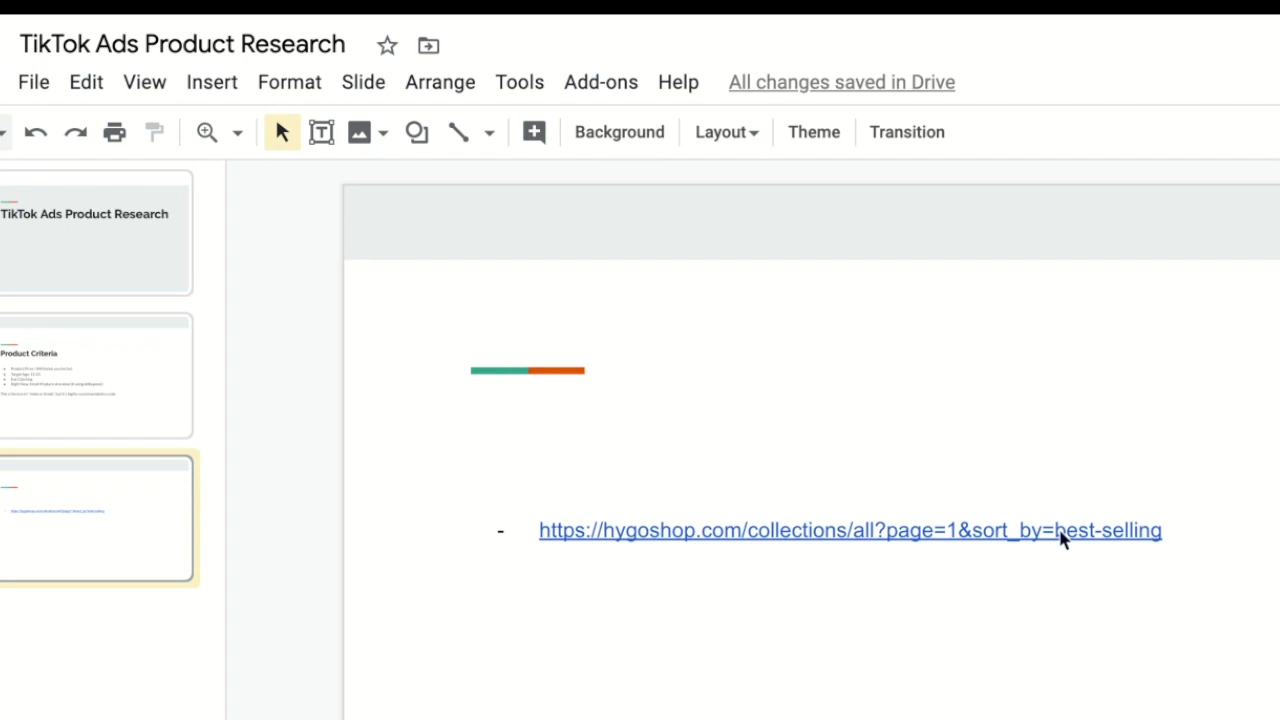 TikTok Ads Product Research
File Edit View Insert Format Slide Arrange Tools Add-ons Help All changes saved in Drive
Background Layout Theme Transition
TikTok Ads Product Research
Product Criteria
- https://hygoshop.com/collections/all?page=1&sort_by=best-selling